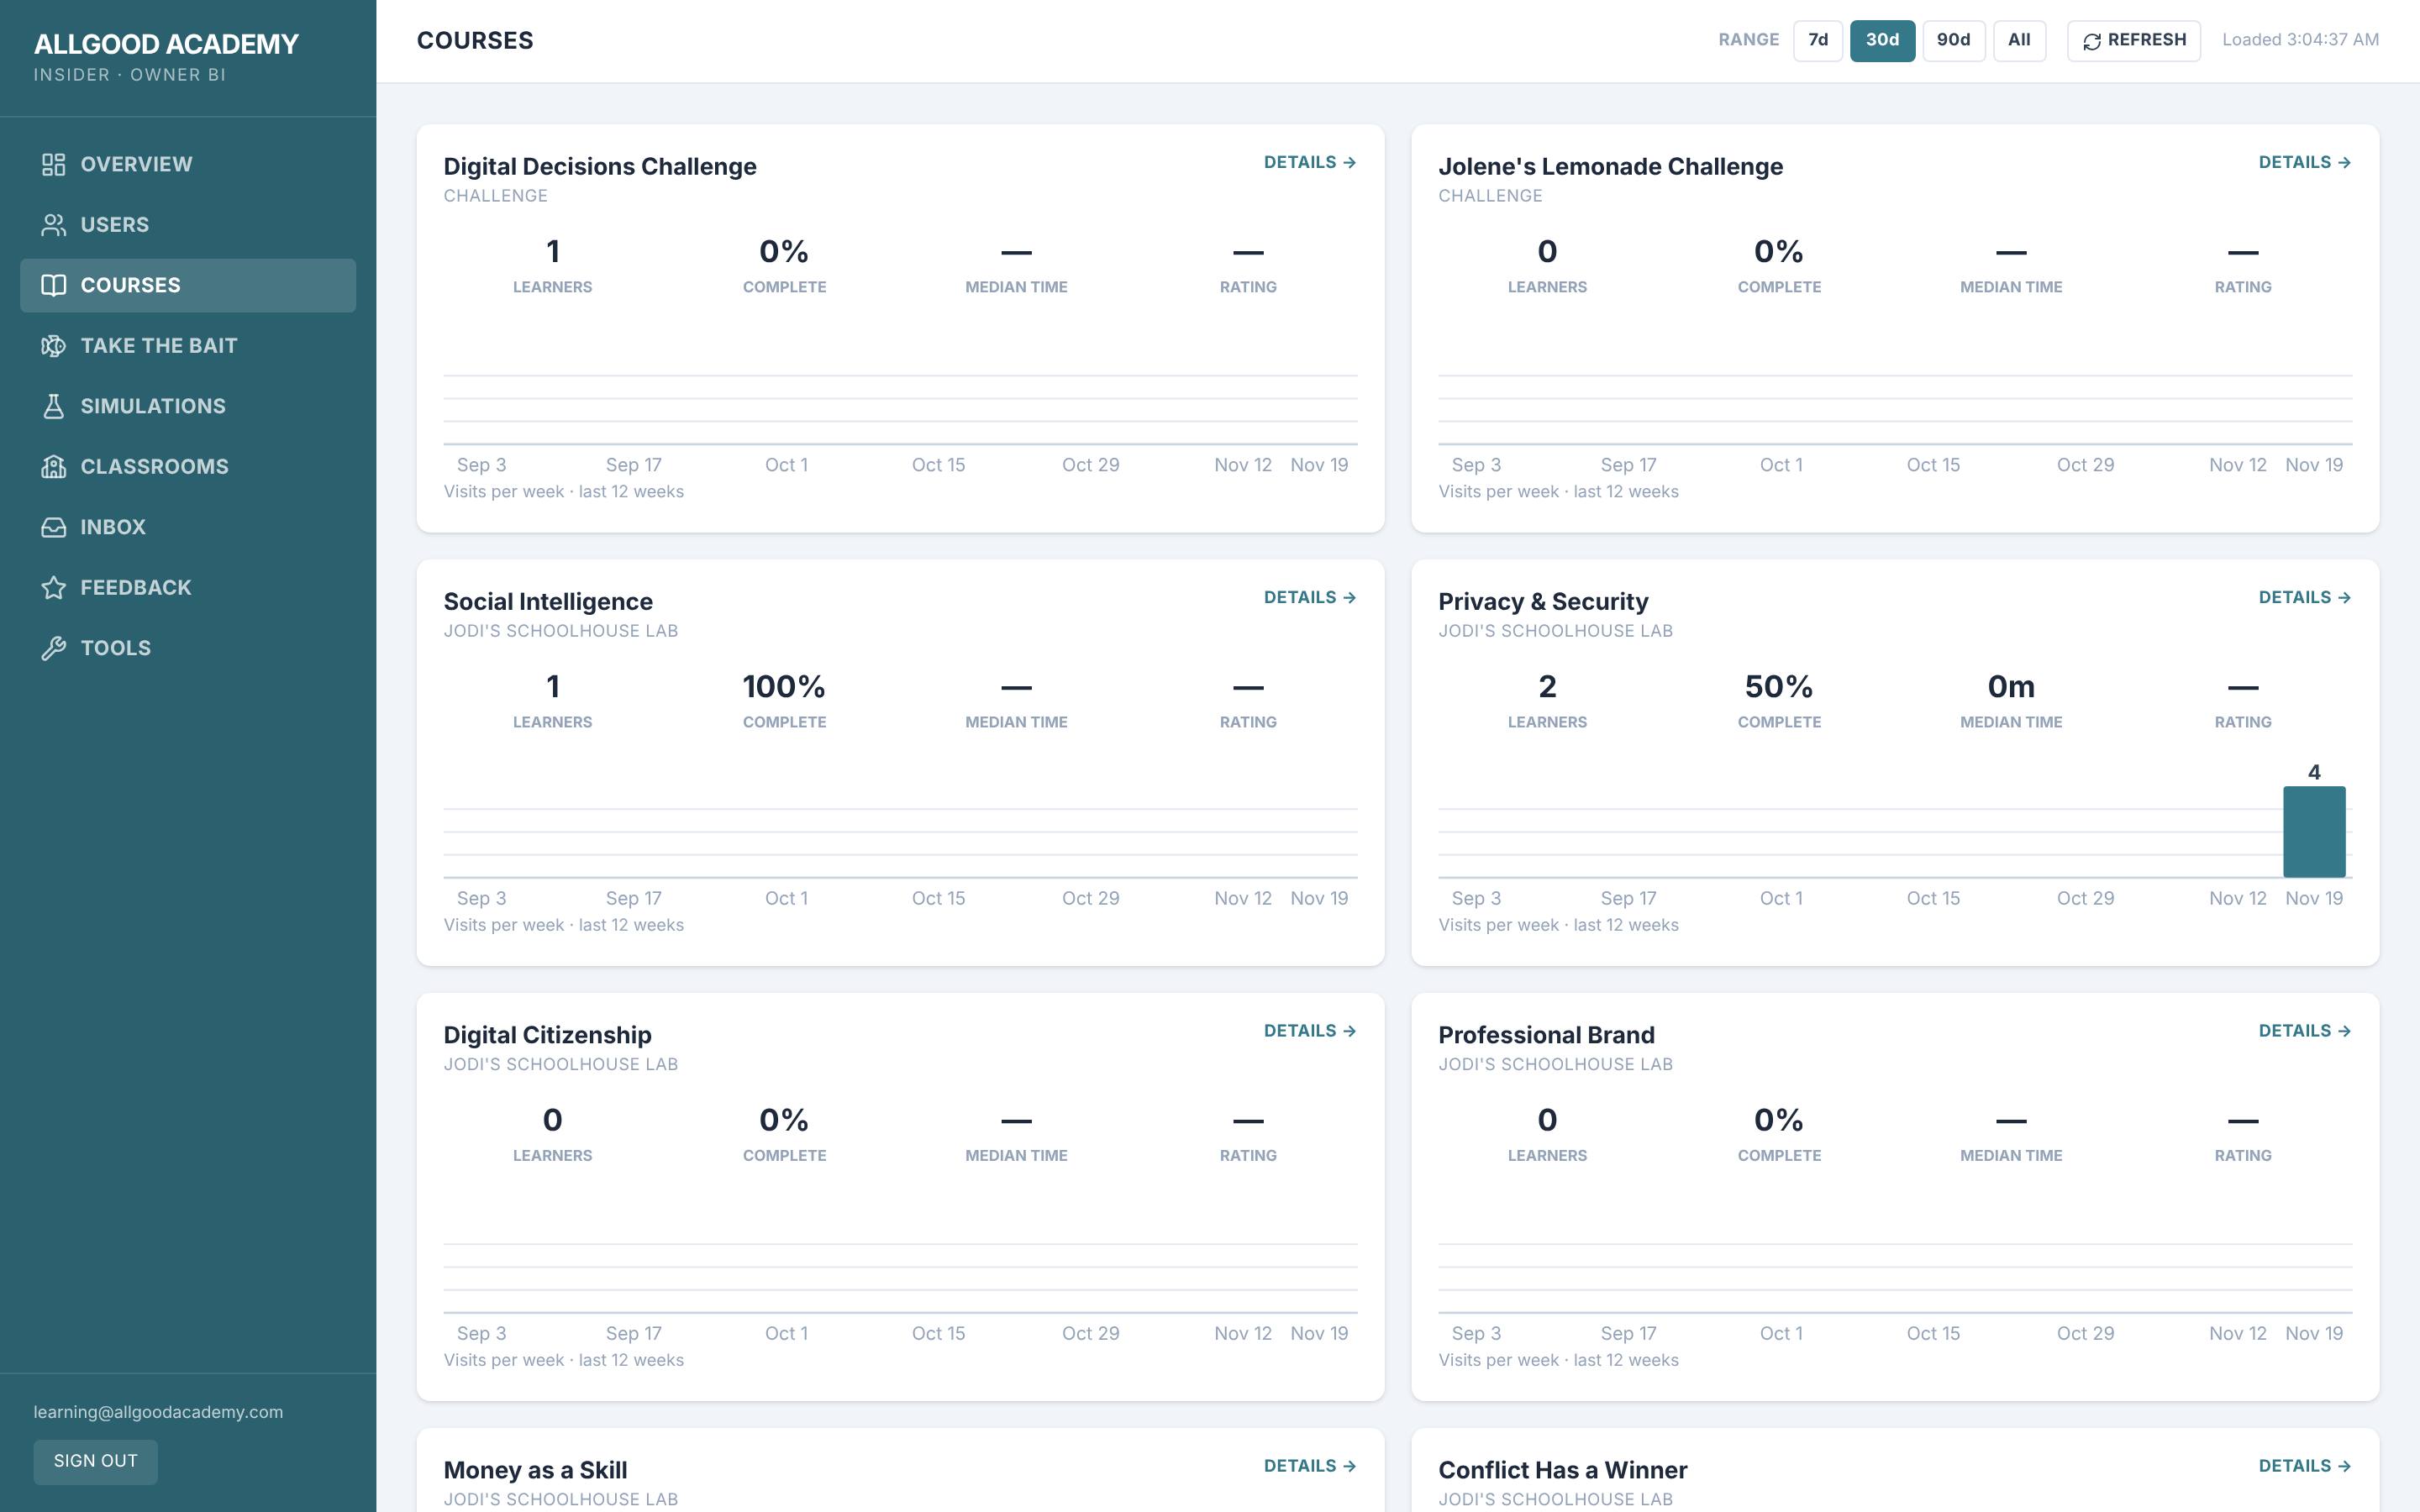 ALLGOOD ACADEMY
INSIDER · OWNER BI
OVERVIEW
USERS
COURSES
TAKE THE BAIT
SIMULATIONS
CLASSROOMS
INBOX
FEEDBACK
TOOLS
learning@allgoodacademy.com
SIGN OUT
COURSES
RANGE 7d 30d 90d All REFRESH Loaded 3:04:37 AM
Digital Decisions Challenge DETAILS →
CHALLENGE
1 0% — —
LEARNERS COMPLETE MEDIAN TIME RATING
Sep 3 Sep 17 Oct 1 Oct 15 Oct 29 Nov 12 Nov 19
Visits per week · last 12 weeks
Jolene's Lemonade Challenge DETAILS →
CHALLENGE
0 0% — —
LEARNERS COMPLETE MEDIAN TIME RATING
Sep 3 Sep 17 Oct 1 Oct 15 Oct 29 Nov 12 Nov 19
Visits per week · last 12 weeks
Social Intelligence DETAILS →
JODI'S SCHOOLHOUSE LAB
1 100% — —
LEARNERS COMPLETE MEDIAN TIME RATING
Sep 3 Sep 17 Oct 1 Oct 15 Oct 29 Nov 12 Nov 19
Visits per week · last 12 weeks
Privacy & Security DETAILS →
JODI'S SCHOOLHOUSE LAB
2 50% 0m —
LEARNERS COMPLETE MEDIAN TIME RATING
4
Sep 3 Sep 17 Oct 1 Oct 15 Oct 29 Nov 12 Nov 19
Visits per week · last 12 weeks
Digital Citizenship DETAILS →
JODI'S SCHOOLHOUSE LAB
0 0% — —
LEARNERS COMPLETE MEDIAN TIME RATING
Sep 3 Sep 17 Oct 1 Oct 15 Oct 29 Nov 12 Nov 19
Visits per week · last 12 weeks
Professional Brand DETAILS →
JODI'S SCHOOLHOUSE LAB
0 0% — —
LEARNERS COMPLETE MEDIAN TIME RATING
Sep 3 Sep 17 Oct 1 Oct 15 Oct 29 Nov 12 Nov 19
Visits per week · last 12 weeks
Money as a Skill DETAILS →
JODI'S SCHOOLHOUSE LAB
Conflict Has a Winner DETAILS →
JODI'S SCHOOLHOUSE LAB